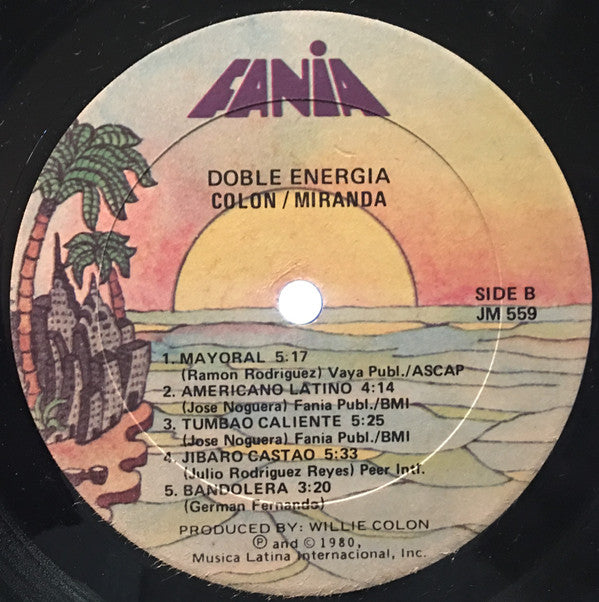 FANIA
DOBLE ENERGIA
COLON / MIRANDA
SIDE B
JM 559
1. MAYORAL 5:17
(Ramon Rodriguez) Vaya Publ./ASCAP
2. AMERICANO LATINO 4:14
(Jose Noguera) Fania Publ./BMI
3. TUMBAO CALIENTE 5:25
(Jose Noguera) Fania Publ./BMI
4. JIBARO CASTAO 5:33
(Julio Rodriguez Reyes) Peer Intl.
5. BANDOLERA 3:20
(German Fernando)
PRODUCED BY: WILLIE COLON
Ⓟ and © 1980,
Musica Latina International, Inc.